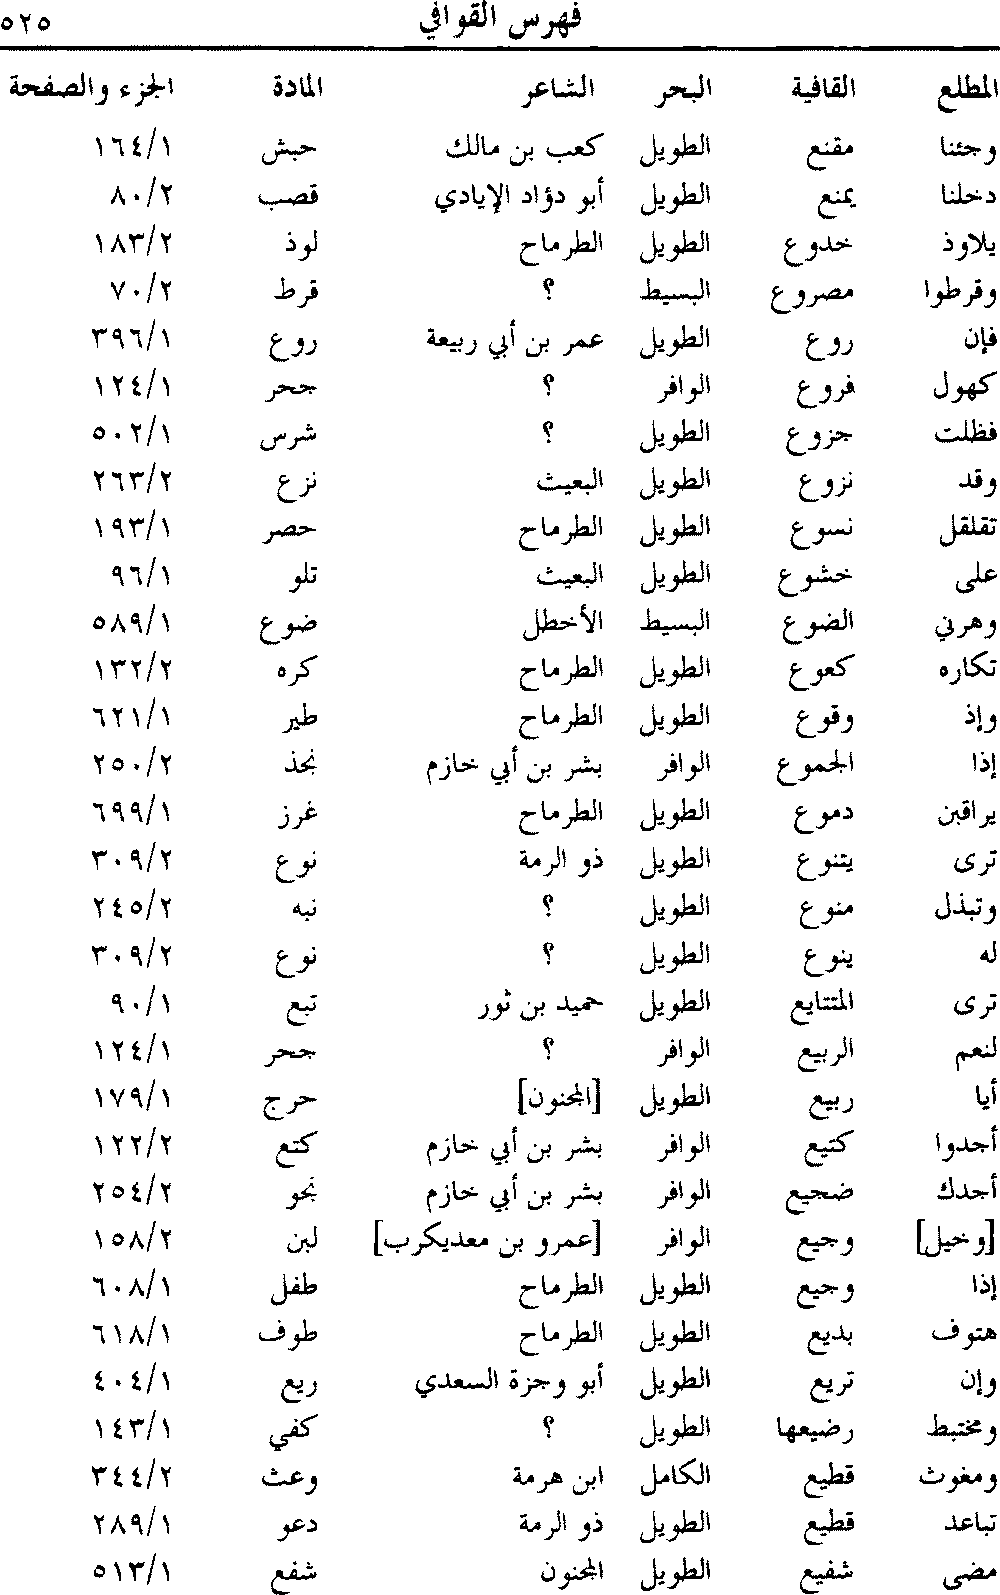 فهرس القوافي ٥٢٥
المطلع القافية البحر الشاعر المادة الجزء والصفحة
وجئنا مقنع الطويل كعب بن مالك حبش ١٦٤/١
دخلنا يمنع الطويل أبو دؤاد الإيادي قصب ٨٠/٢
يلاوذ خدوع الطويل الطرماح لوذ ١٨٣/٢
وقرطوا مصروع البسيط ؟ قرط ٧٠/٢
فإن روع الطويل عمر بن أبي ربيعة روع ٣٩٦/١
كهول فروع الوافر ؟ جحر ١٢٤/١
فظلت جزوع الطويل ؟ شرس ٥٠٢/١
وقد نزوع الطويل البعيث نزع ٢٦٣/٢
تقلقل نسوع الطويل الطرماح حصر ١٩٣/١
على خشوع الطويل البعيث تلو ٩٦/١
وهرني الضوع البسيط الأخطل ضوع ٥٨٩/١
تكاره كعوع الطويل الطرماح كره ١٣٢/٢
وإذ وقوع الطويل الطرماح طير ٦٢١/١
إذا الجموع الوافر بشر بن أبي خازم نجذ ٢٥٠/٢
يراقبن دموع الطويل الطرماح غرز ٦٩٩/١
ترى يتنوع الطويل ذو الرمة نوع ٣٠٩/٢
وتبذل منوع الطويل ؟ نبه ٢٤٥/٢
له ينوع الطويل ؟ نوع ٣٠٩/٢
ترى المتتايع الطويل حميد بن ثور تبع ٩٠/١
لنعم الربيع الوافر ؟ جحر ١٢٤/١
أيا ربيع الطويل [المجنون] حرج ١٧٩/١
أجدوا كتيع الوافر بشر بن أبي خازم كتع ١٢٢/٢
أجدك ضجيع الوافر بشر بن أبي خازم نجو ٢٥٤/٢
[وخيل] وجيع الوافر [عمرو بن معديكرب] لبن ١٥٨/٢
إذا وجيع الطويل الطرماح طفل ٦٠٨/١
هتوف بديع الطويل الطرماح طوف ٦١٨/١
وإن تريع الطويل أبو وجزة السعدي ريع ٤٠٤/١
ومختبط رضيعها الطويل ؟ كفي ١٤٣/١
ومغوث قطيع الكامل ابن هرمة وعث ٣٤٤/٢
تباعد قطيع الطويل ذو الرمة دعو ٢٨٩/١
مضى شفيع الطويل المجنون شفع ٥١٣/١